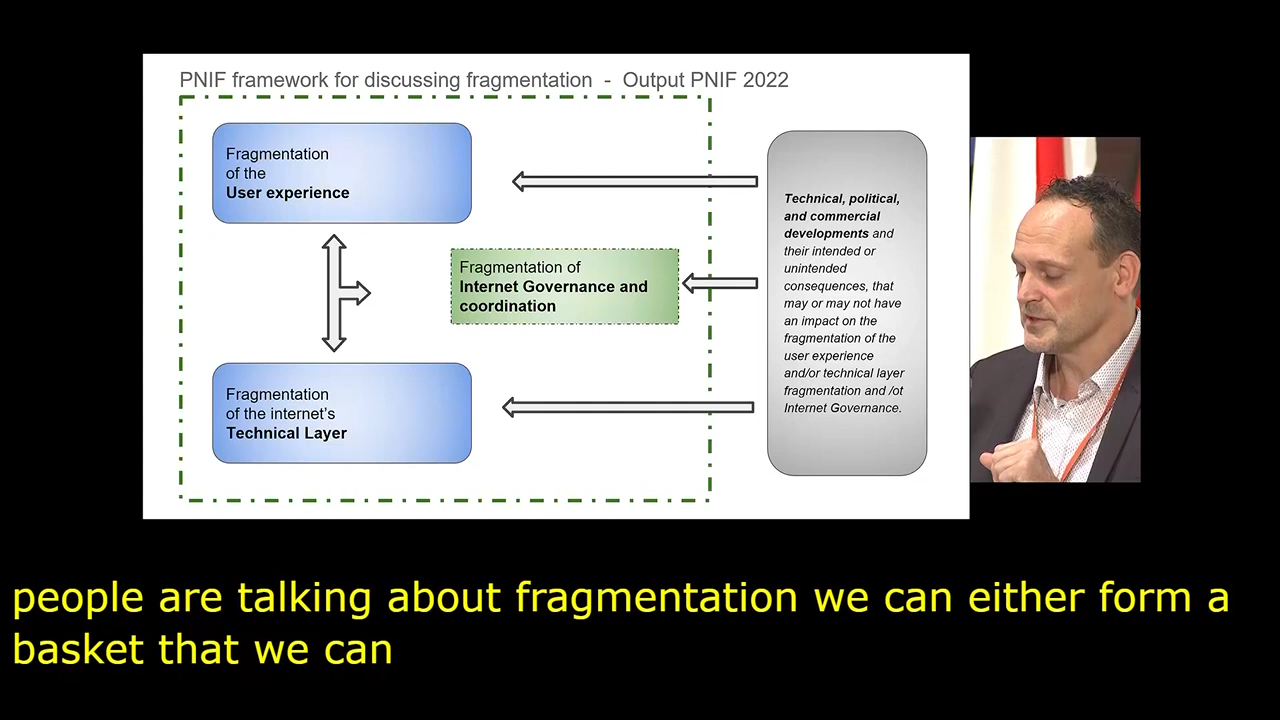 PNIF framework for discussing fragmentation - Output PNIF 2022
Fragmentation
of the
User experience
Fragmentation of
Internet Governance and
coordination
Fragmentation
of the internet's
Technical Layer
Technical, political,
and commercial
developments and
their intended or
unintended
consequences, that
may or may not have
an impact on the
fragmentation of the
user experience
and/or technical layer
fragmentation and /ot
Internet Governance.
people are talking about fragmentation we can either form a
basket that we can